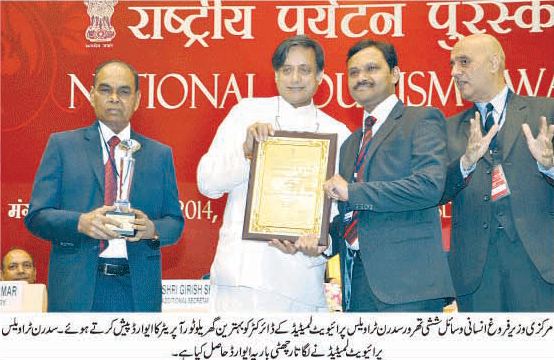 राष्ट्रीय पर्यटन पुरस्क
NATIONAL TOURISM AWA
2014,
MAR
SHRI GIRISH S
ADDITIONAL SECRETAR
مرکزی وزیر فروغ انسانی وسائل ششی تھرور سدرن ٹراویلس پرائیویٹ لمیٹیڈ کے ڈائرکٹر کو بہترین گھریلو ٹور آپریٹر کا ایوارڈ پیش کرتے ہوئے۔ سدرن ٹراویلس
پرائیویٹ لمیٹیڈ نے لگاتار چھٹی بار یہ ایوارڈ حاصل کیا ہے۔